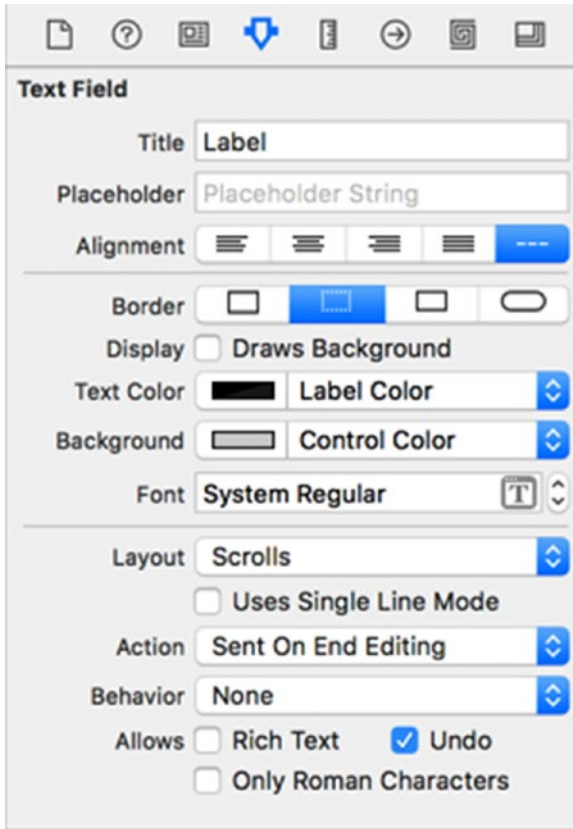 Text Field
Title Label
Placeholder Placeholder String
Alignment
Border
Display Draws Background
Text Color Label Color
Background Control Color
Font System Regular T
Layout Scrolls
Uses Single Line Mode
Action Sent On End Editing
Behavior None
Allows Rich Text Undo
Only Roman Characters